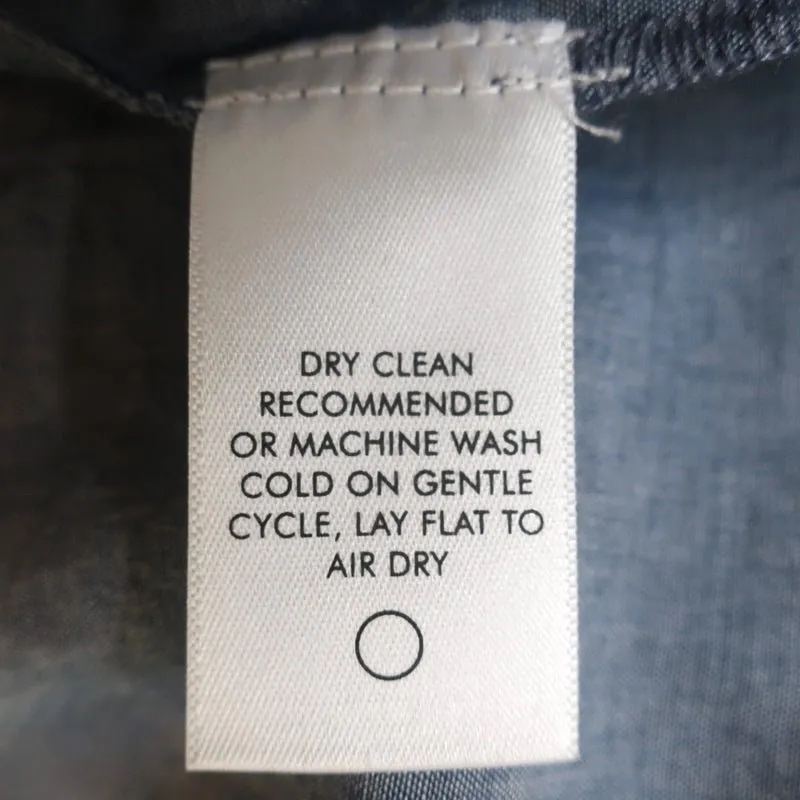 DRY CLEAN
RECOMMENDED
OR MACHINE WASH
COLD ON GENTLE
CYCLE, LAY FLAT TO
AIR DRY